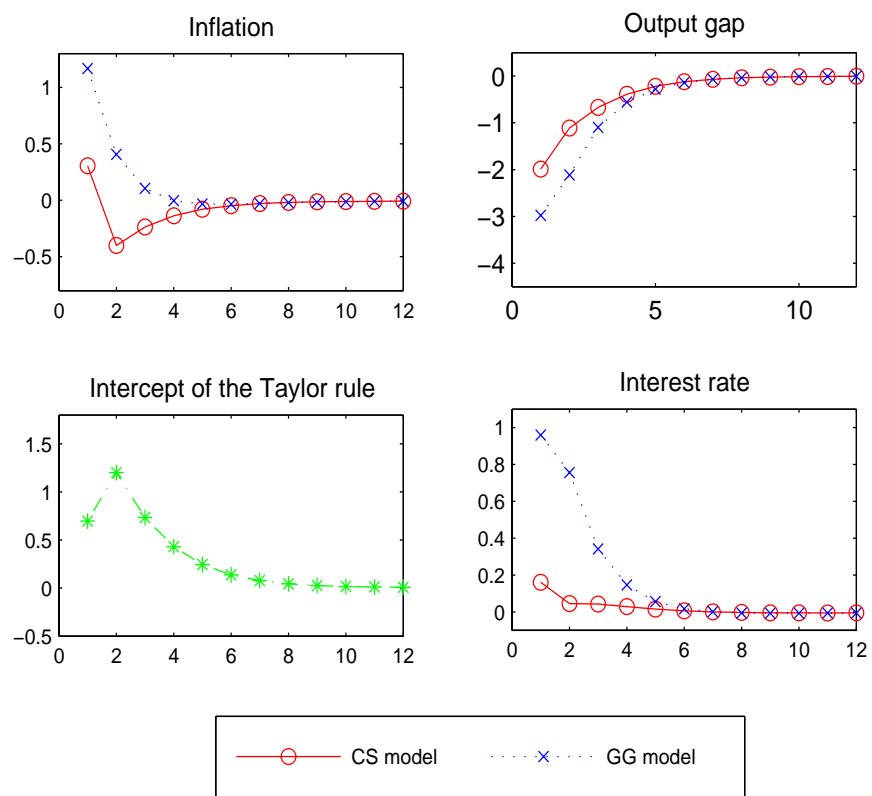 Inflation
1
0.5
0
−0.5
0 2 4 6 8 10 12
Output gap
0
−1
−2
−3
−4
0 5 10
Intercept of the Taylor rule
1.5
1
0.5
0
−0.5
0 2 4 6 8 10 12
Interest rate
1
0.8
0.6
0.4
0.2
0
0 2 4 6 8 10 12
CS model GG model